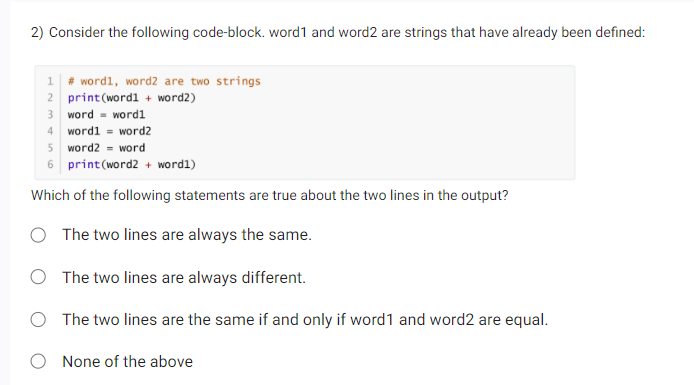 2) Consider the following code-block. word1 and word2 are strings that have already been defined:
1 # word1, word2 are two strings
2 print(word1 + word2)
3 word = word1
4 word1 = word2
5 word2 = word
6 print(word2 + word1)
Which of the following statements are true about the two lines in the output?
The two lines are always the same.
The two lines are always different.
The two lines are the same if and only if word1 and word2 are equal.
None of the above